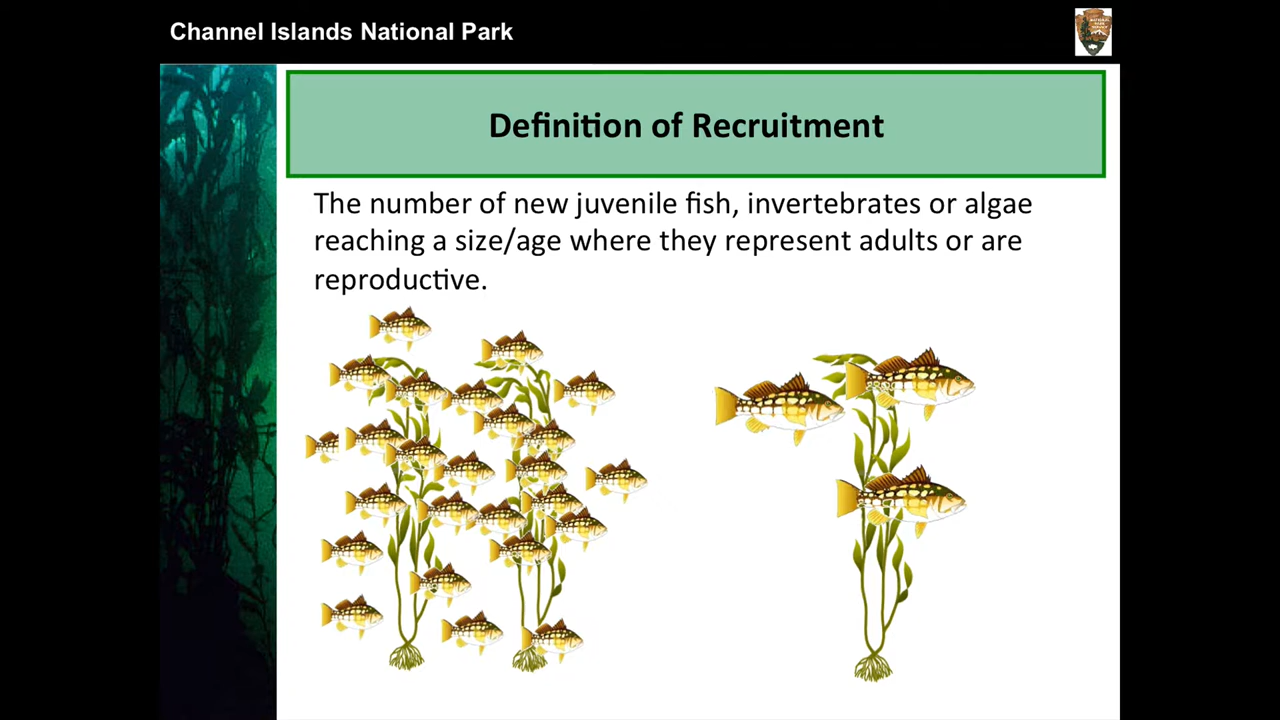 Channel Islands National Park
Definition of Recruitment
The number of new juvenile fish, invertebrates or algae
reaching a size/age where they represent adults or are
reproductive.